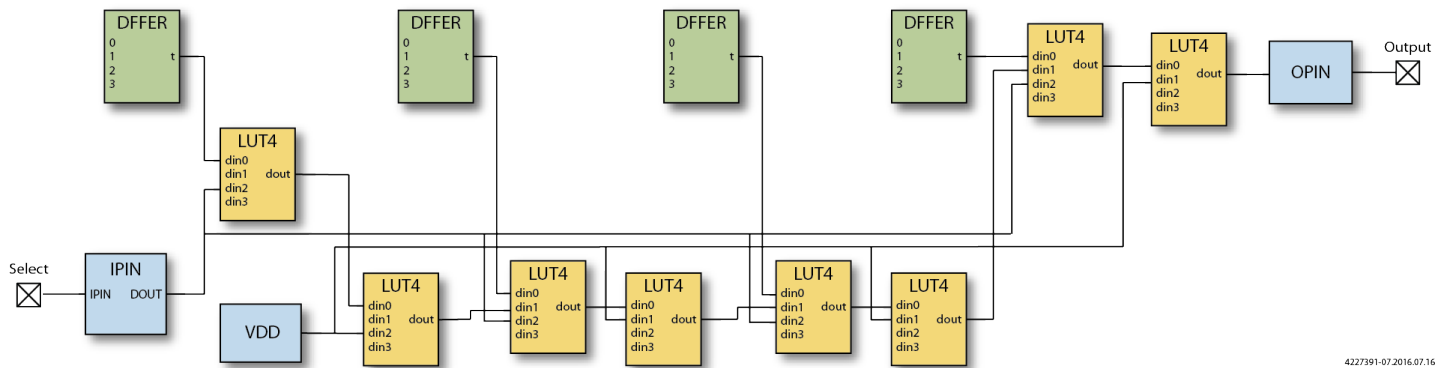 DFFER
0
1 t
2
3
DFFER
0
1 t
2
3
DFFER
0
1 t
2
3
DFFER
0
1 t
2
3
LUT4
din0
din1 dout
din2
din3
LUT4
din0
din1 dout
din2
din3
OPIN
Output
LUT4
din0
din1 dout
din2
din3
Select
IPIN
IPIN DOUT
VDD
LUT4
din0
din1 dout
din2
din3
LUT4
din0
din1 dout
din2
din3
LUT4
din0
din1 dout
din2
din3
LUT4
din0
din1 dout
din2
din3
LUT4
din0
din1 dout
din2
din3
4227391-07.2016.07.16